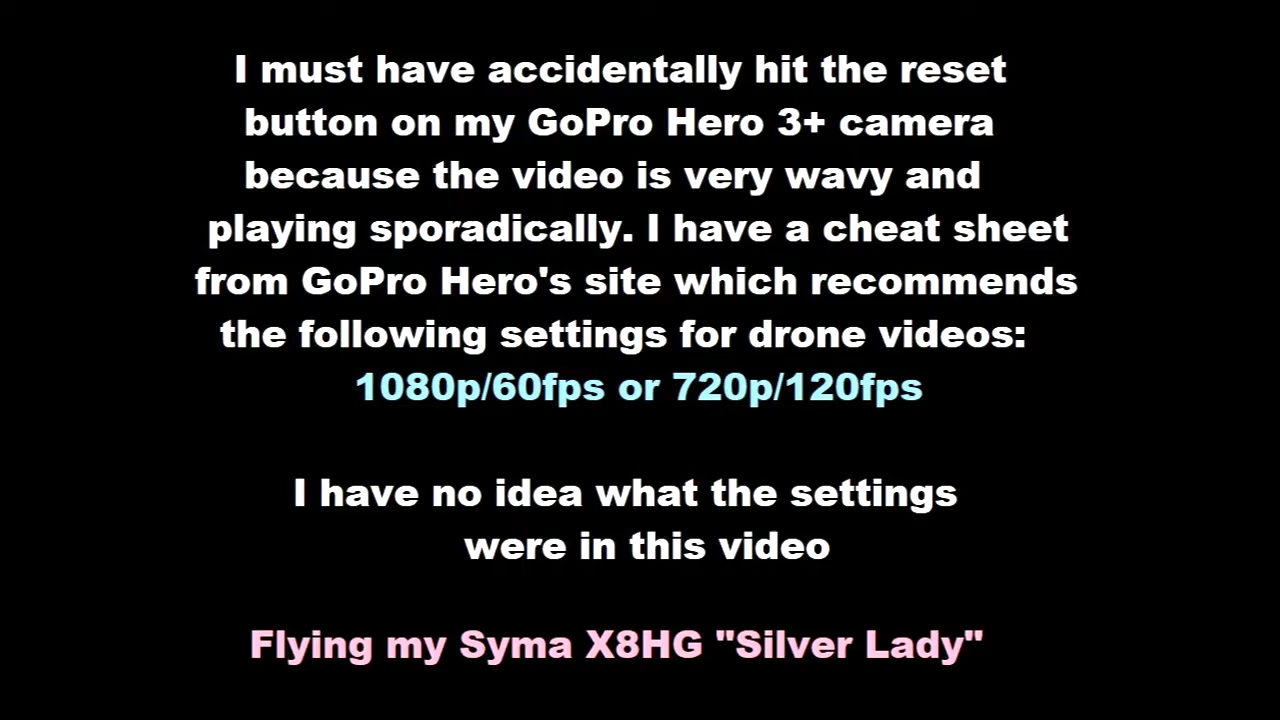 I must have accidentally hit the reset
button on my GoPro Hero 3+ camera
because the video is very wavy and
playing sporadically. I have a cheat sheet
from GoPro Hero's site which recommends
the following settings for drone videos:
1080p/60fps or 720p/120fps
I have no idea what the settings
were in this video
Flying my Syma X8HG "Silver Lady"